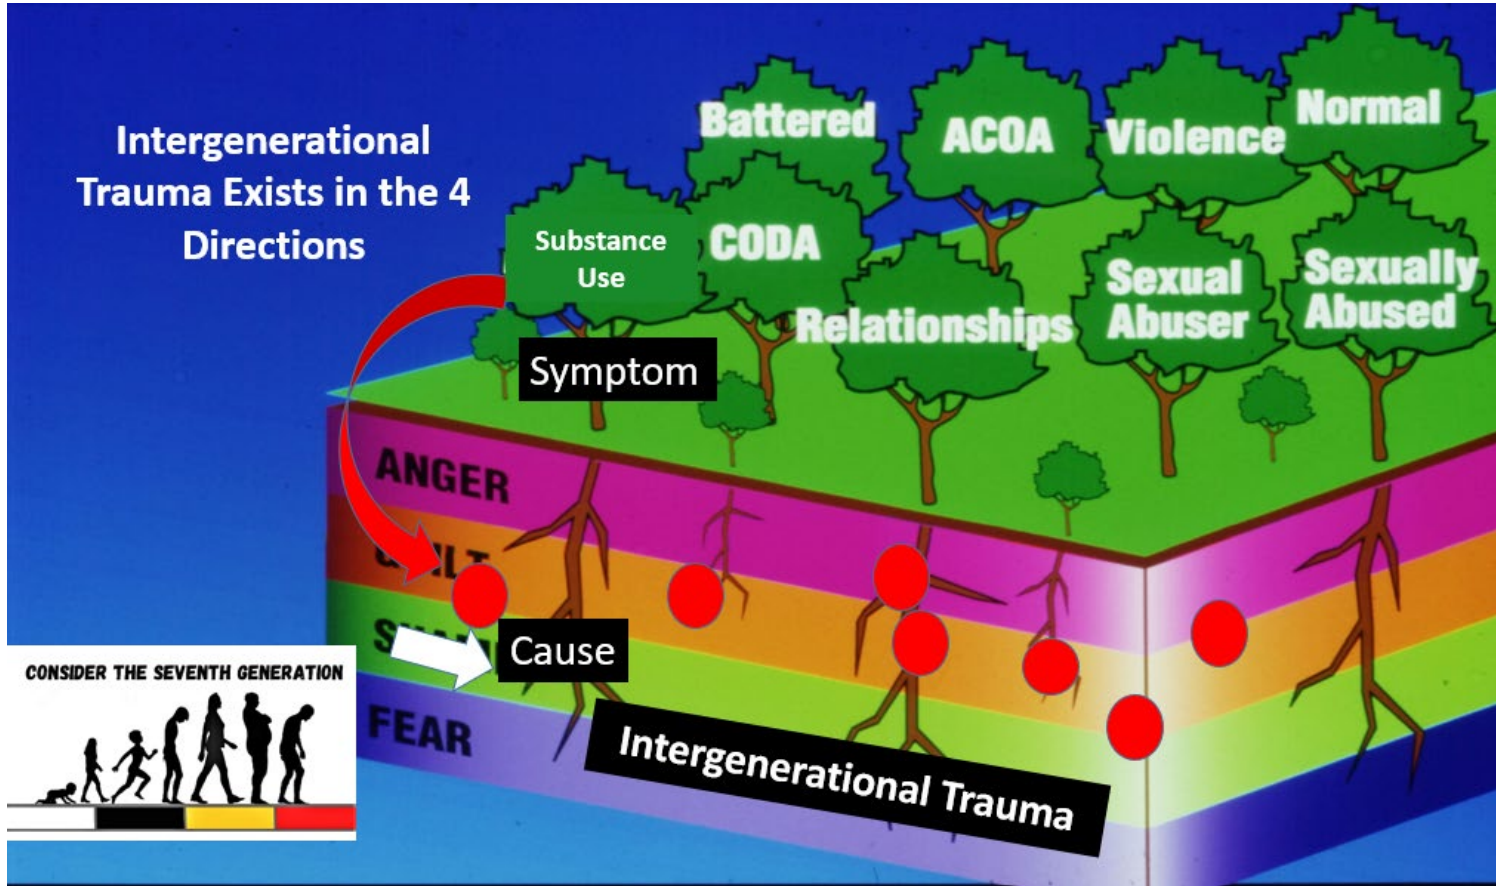 Intergenerational
Trauma Exists in the 4
Directions
Battered
ACOA
Violence
Normal
Substance
Use
CODA
Relationships
Sexual
Abuser
Sexually
Abused
Symptom
ANGER
GUILT
Cause
FEAR
Intergenerational Trauma
CONSIDER THE SEVENTH GENERATION